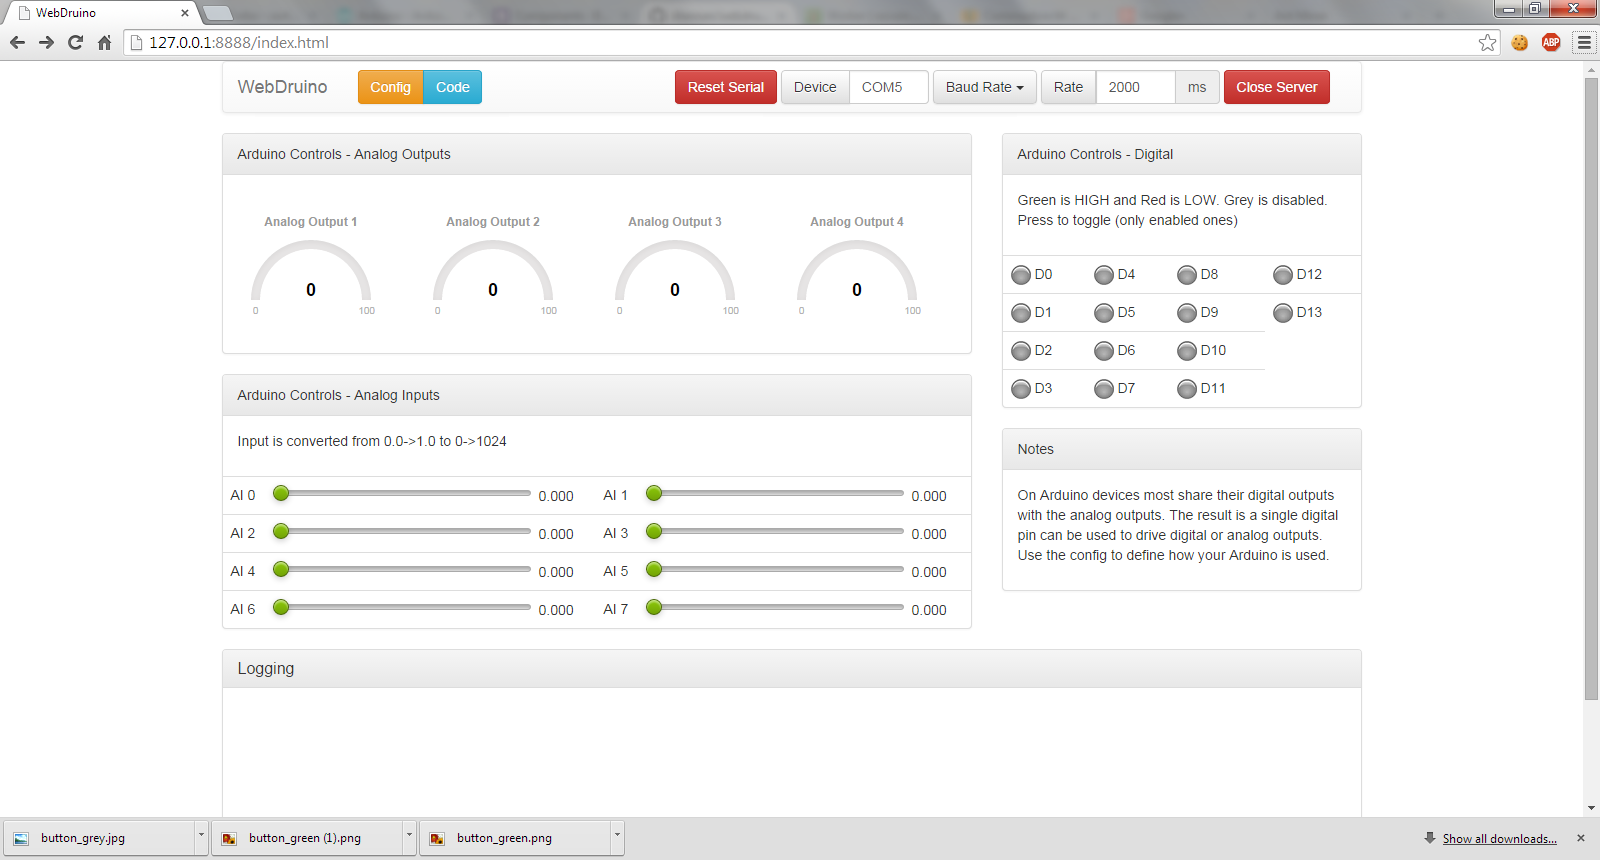 WebDruino
127.0.0.1:8888/index.html
ABP
WebDruino
Config
Code
Reset Serial
Device
COM5
Baud Rate
Rate
2000
ms
Close Server
Arduino Controls - Analog Outputs
Analog Output 1
0
0
100
Analog Output 2
0
0
100
Analog Output 3
0
0
100
Analog Output 4
0
0
100
Arduino Controls - Analog Inputs
Input is converted from 0.0->1.0 to 0->1024
AI 0
0.000
AI 1
0.000
AI 2
0.000
AI 3
0.000
AI 4
0.000
AI 5
0.000
AI 6
0.000
AI 7
0.000
Arduino Controls - Digital
Green is HIGH and Red is LOW. Grey is disabled.
Press to toggle (only enabled ones)
D0
D4
D8
D12
D1
D5
D9
D13
D2
D6
D10
D3
D7
D11
Notes
On Arduino devices most share their digital outputs
with the analog outputs. The result is a single digital
pin can be used to drive digital or analog outputs.
Use the config to define how your Arduino is used.
Logging
button_grey.jpg
button_green (1).png
button_green.png
Show all downloads...